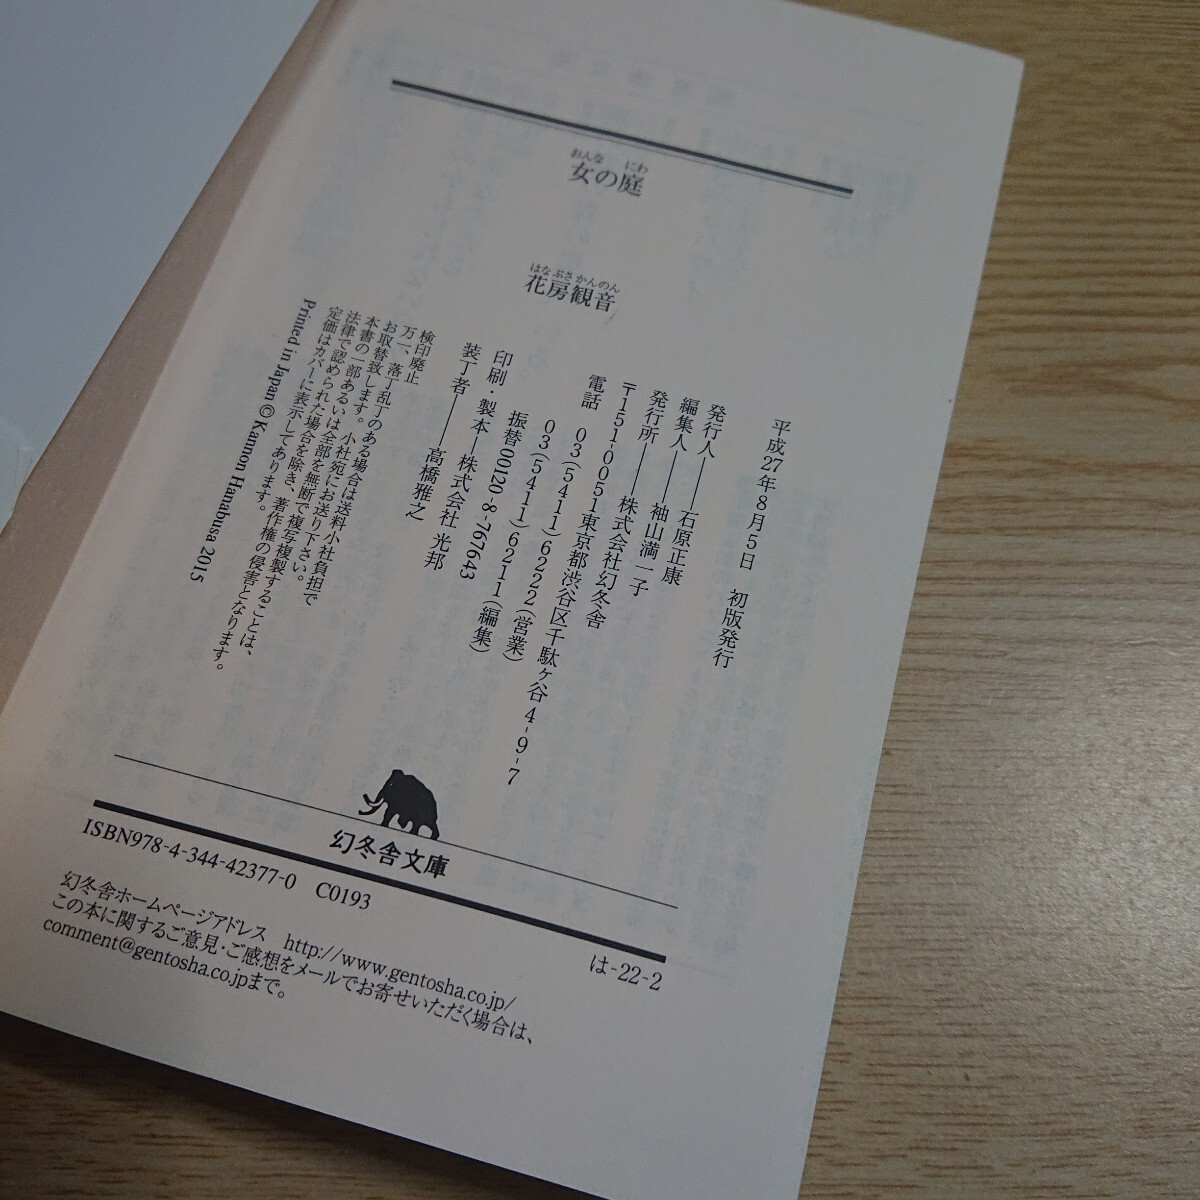 おんな にわ
女の庭
はなぶさかんのん
花房観音
平成27年8月5日 初版発行
発行人――石原正康
編集人――袖山満一子
発行所――株式会社幻冬舎
〒151-0051東京都渋谷区千駄ヶ谷4-9-7
電話 03(5411)6222(営業)
03(5411)6211(編集)
振替00120-8-767643
印刷・製本―株式会社 光邦
装丁者――高橋雅之
検印廃止
万一、落丁乱丁のある場合は送料小社負担で
お取替致します。小社宛にお送り下さい。
本書の一部あるいは全部を無断で複写複製することは、
法律で認められた場合を除き、著作権の侵害となります。
定価はカバーに表示してあります。
Printed in Japan © Kannon Hanabusa 2015
幻冬舎文庫
ISBN978-4-344-42377-0 C0193
は-22-2
幻冬舎ホームページアドレス http://www.gentosha.co.jp/
この本に関するご意見・ご感想をメールでお寄せいただく場合は、
comment@gentosha.co.jpまで。